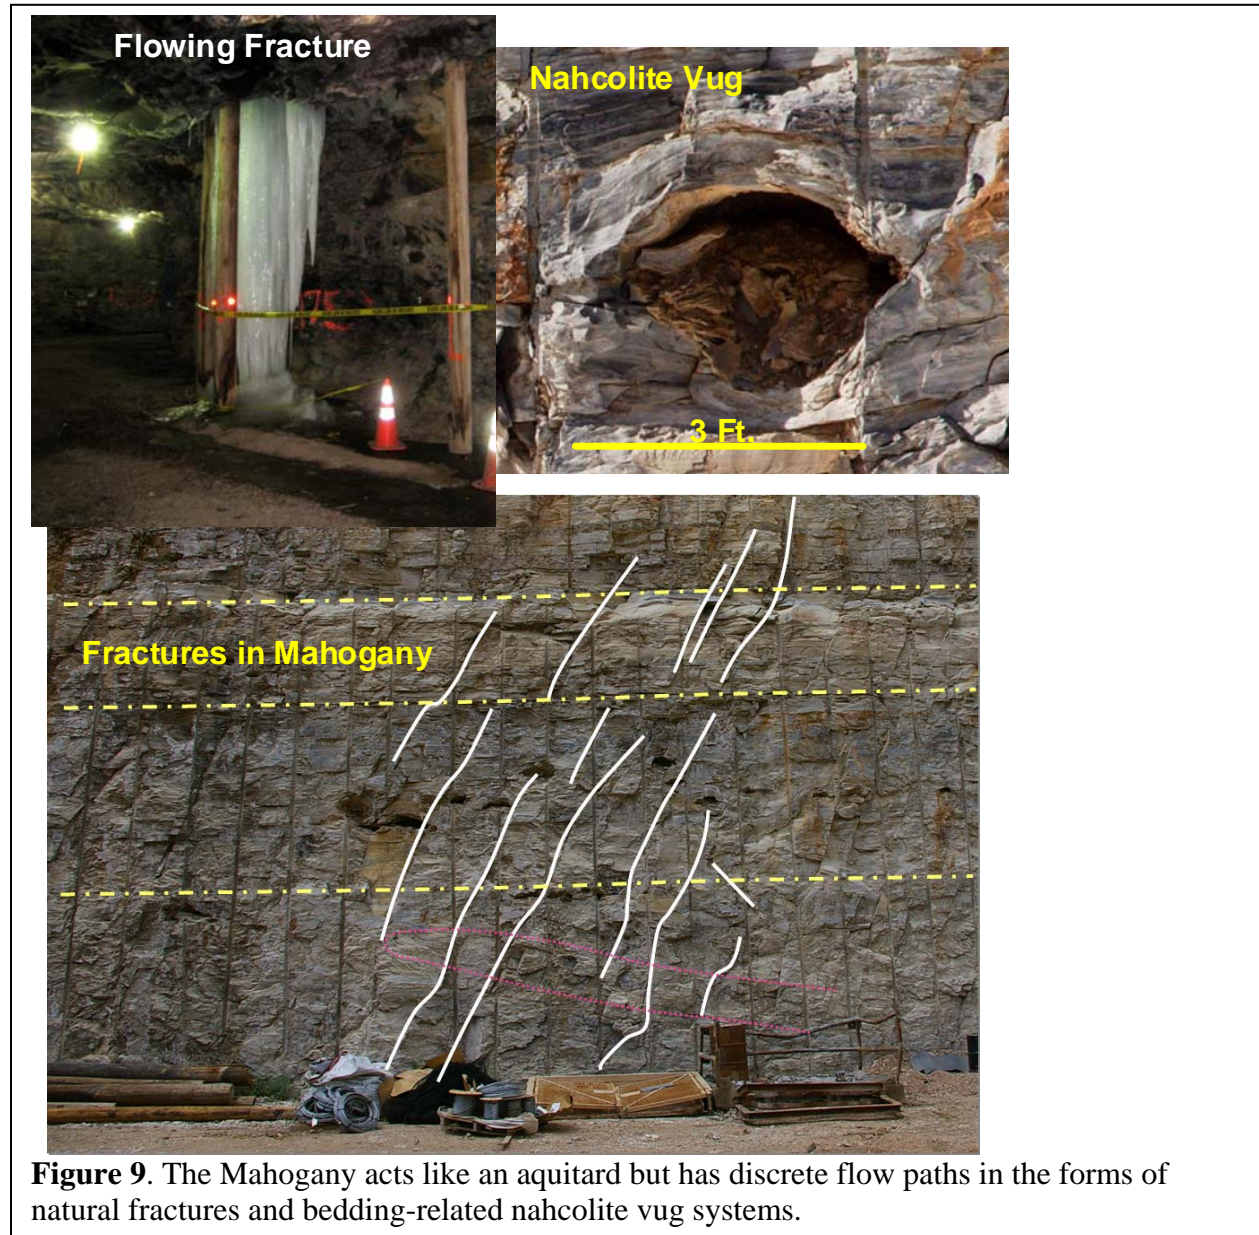 Flowing Fracture
Nahcolite Vug
3 Ft.
Fractures in Mahogany
Figure 9. The Mahogany acts like an aquitard but has discrete flow paths in the forms of
natural fractures and bedding-related nahcolite vug systems.